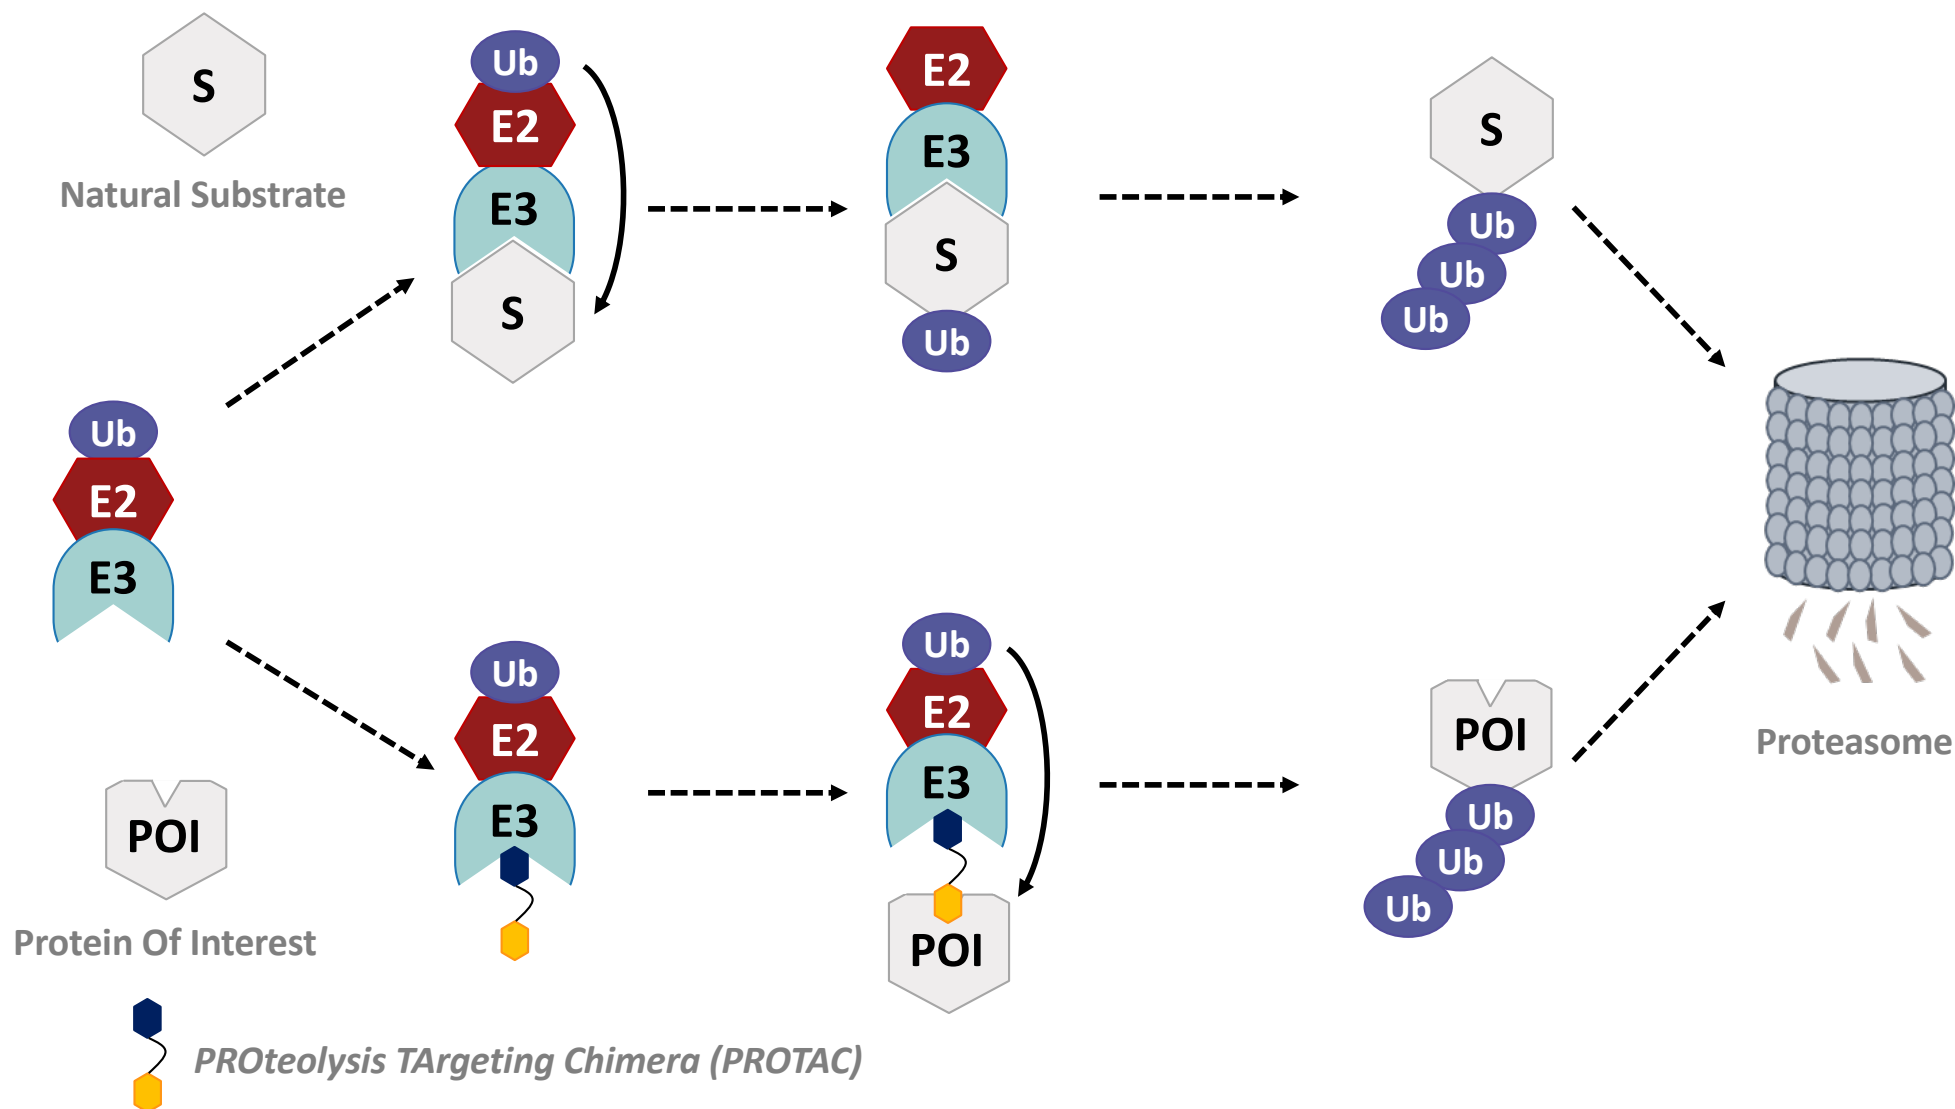 S
Natural Substrate
Ub
E2
E3
S
E2
E3
S
Ub
S
Ub
Ub
Ub
Ub
E2
E3
Proteasome
POI
Protein Of Interest
Ub
E2
E3
Ub
E2
E3
POI
POI
Ub
Ub
Ub
PROteolysis TArgeting Chimera (PROTAC)